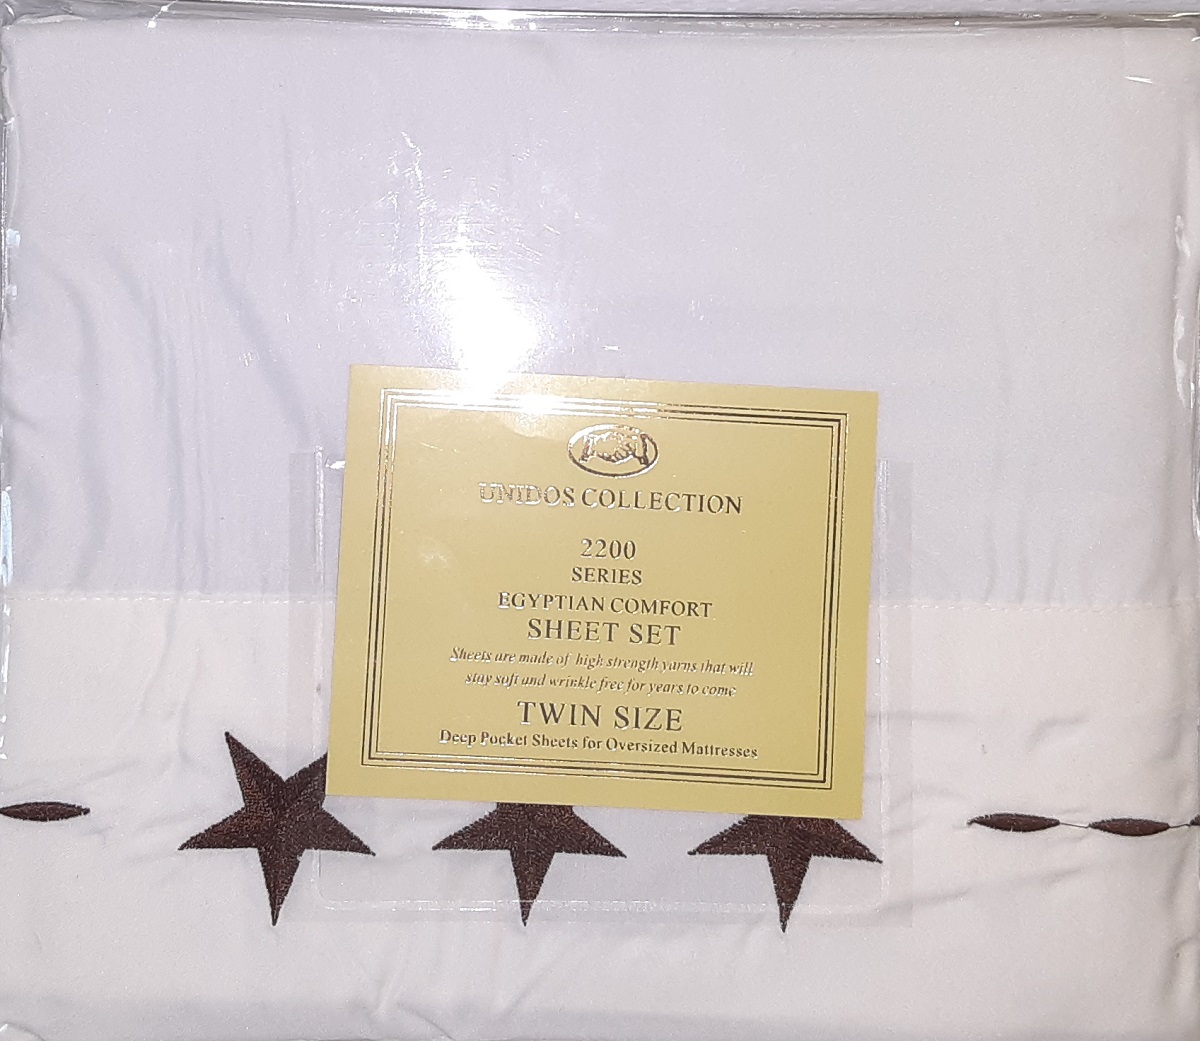 UNIDOS COLLECTION
2200
SERIES
EGYPTIAN COMFORT
SHEET SET
Sheets are made of high strength yarns that will
stay soft and wrinkle free for years to come
TWIN SIZE
Deep Pocket Sheets for Oversized Mattresses